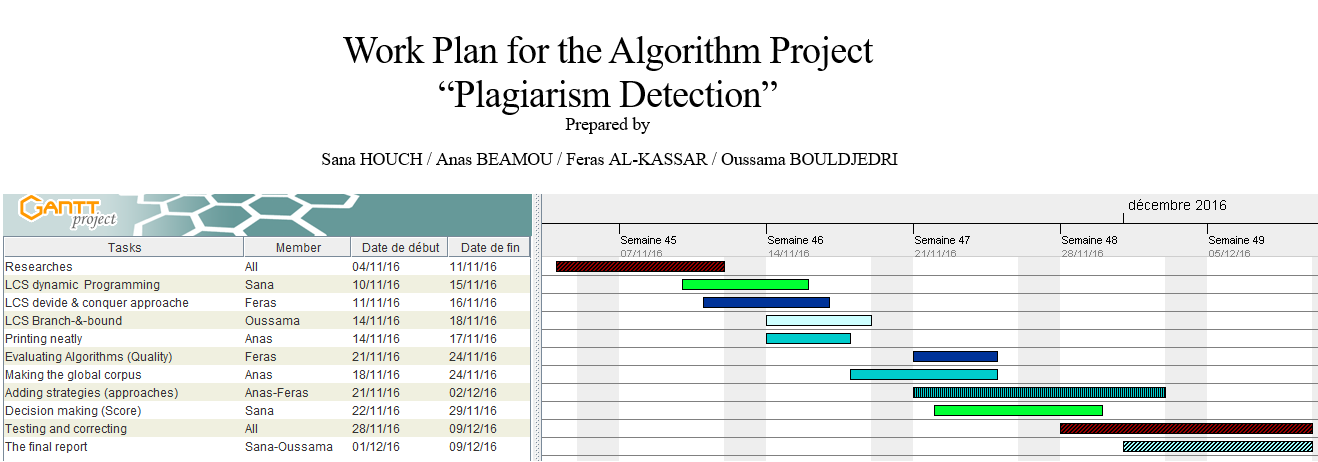 Work Plan for the Algorithm Project
“Plagiarism Detection”
Prepared by
Sana HOUCH / Anas BEAMOU / Feras AL-KASSAR / Oussama BOULDJEDRI
GANTT project
décembre 2016
Tasks Member Date de début Date de fin
Semaine 45 Semaine 46 Semaine 47 Semaine 48 Semaine 49
07/11/16 14/11/16 21/11/16 28/11/16 05/12/16
Researches All 04/11/16 11/11/16
LCS dynamic Programming Sana 10/11/16 15/11/16
LCS devide & conquer approache Feras 11/11/16 16/11/16
LCS Branch-&-bound Oussama 14/11/16 18/11/16
Printing neatly Anas 14/11/16 17/11/16
Evaluating Algorithms (Quality) Feras 21/11/16 24/11/16
Making the global corpus Anas 18/11/16 24/11/16
Adding strategies (approaches) Anas-Feras 21/11/16 02/12/16
Decision making (Score) Sana 22/11/16 29/11/16
Testing and correcting All 28/11/16 09/12/16
The final report Sana-Oussama 01/12/16 09/12/16